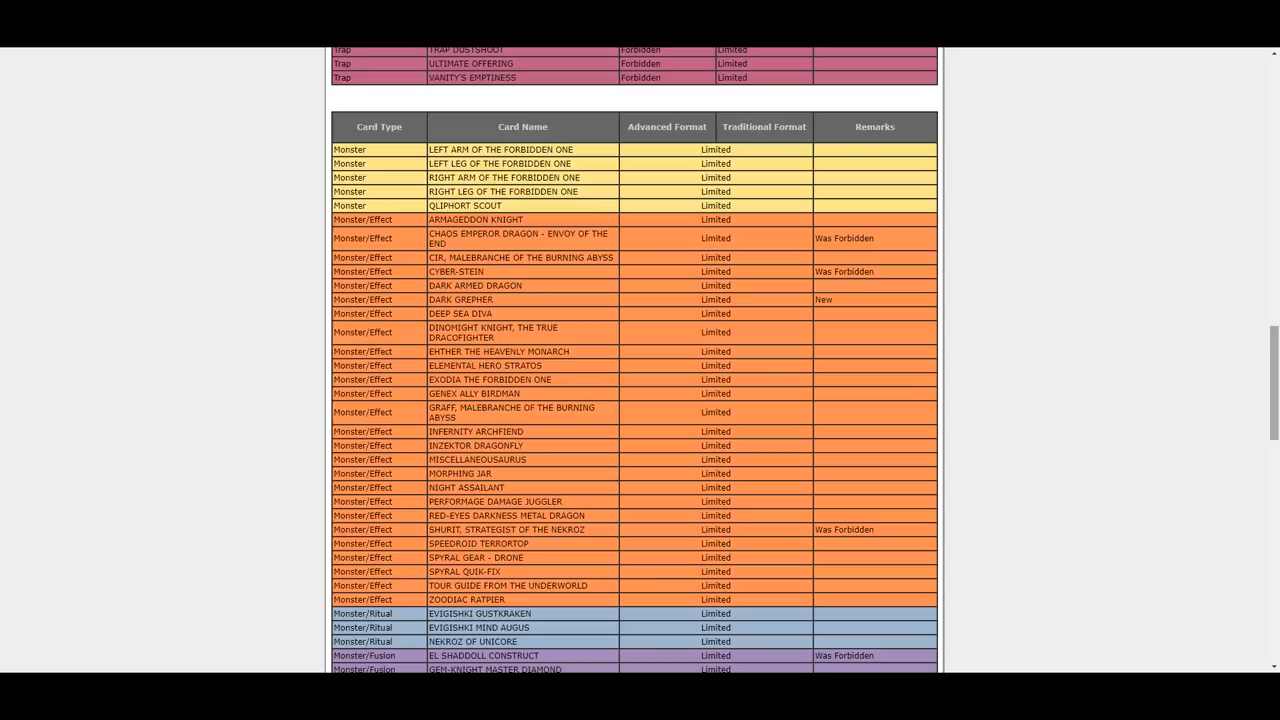 Trap TRAP DUSTSHOOT Forbidden Limited
Trap ULTIMATE OFFERING Forbidden Limited
Trap VANITY'S EMPTINESS Forbidden Limited
Card Type Card Name Advanced Format Traditional Format Remarks
Monster LEFT ARM OF THE FORBIDDEN ONE Limited
Monster LEFT LEG OF THE FORBIDDEN ONE Limited
Monster RIGHT ARM OF THE FORBIDDEN ONE Limited
Monster RIGHT LEG OF THE FORBIDDEN ONE Limited
Monster QLIPHORT SCOUT Limited
Monster/Effect ARMAGEDDON KNIGHT Limited
Monster/Effect CHAOS EMPEROR DRAGON - ENVOY OF THE
END Limited Was Forbidden
Monster/Effect CIR, MALEBRANCHE OF THE BURNING ABYSS Limited
Monster/Effect CYBER-STEIN Limited Was Forbidden
Monster/Effect DARK ARMED DRAGON Limited
Monster/Effect DARK GREPHER Limited New
Monster/Effect DEEP SEA DIVA Limited
Monster/Effect DINOMIGHT KNIGHT, THE TRUE
DRACOFIGHTER Limited
Monster/Effect EHTHER THE HEAVENLY MONARCH Limited
Monster/Effect ELEMENTAL HERO STRATOS Limited
Monster/Effect EXODIA THE FORBIDDEN ONE Limited
Monster/Effect GENEX ALLY BIRDMAN Limited
Monster/Effect GRAFF, MALEBRANCHE OF THE BURNING
ABYSS Limited
Monster/Effect INFERNITY ARCHFIEND Limited
Monster/Effect INZEKTOR DRAGONFLY Limited
Monster/Effect MISCELLANEOUSAURUS Limited
Monster/Effect MORPHING JAR Limited
Monster/Effect NIGHT ASSAILANT Limited
Monster/Effect PERFORMAGE DAMAGE JUGGLER Limited
Monster/Effect RED-EYES DARKNESS METAL DRAGON Limited
Monster/Effect SHURIT, STRATEGIST OF THE NEKROZ Limited Was Forbidden
Monster/Effect SPEEDROID TERRORTOP Limited
Monster/Effect SPYRAL GEAR - DRONE Limited
Monster/Effect SPYRAL QUIK-FIX Limited
Monster/Effect TOUR GUIDE FROM THE UNDERWORLD Limited
Monster/Effect ZOODIAC RATPIER Limited
Monster/Ritual EVIGISHKI GUSTKRAKEN Limited
Monster/Ritual EVIGISHKI MIND AUGUS Limited
Monster/Ritual NEKROZ OF UNICORE Limited
Monster/Fusion EL SHADDOLL CONSTRUCT Limited Was Forbidden
Monster/Fusion GEM-KNIGHT MASTER DIAMOND Limited